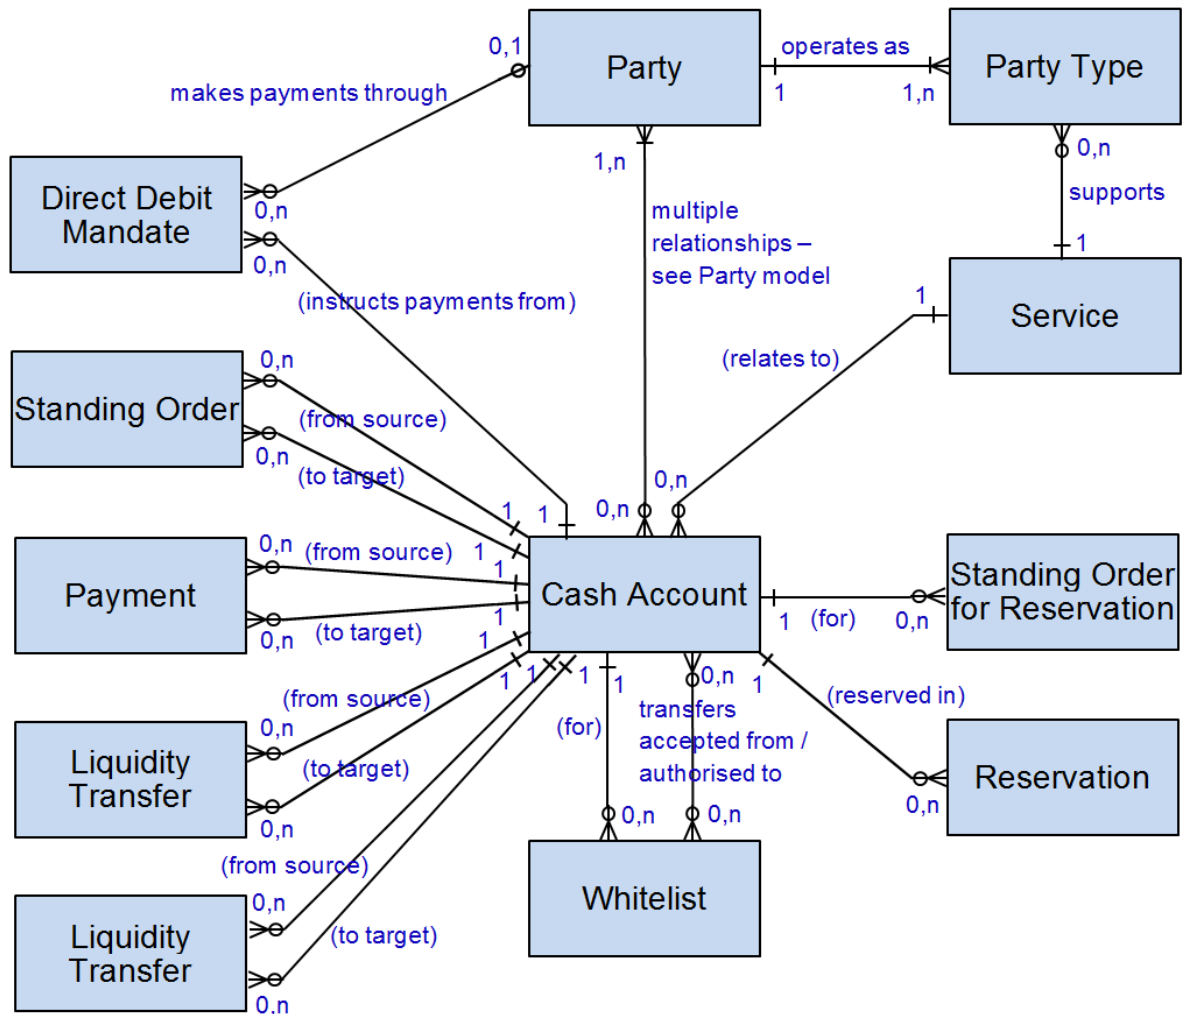 operates as
0,1
Party
Party Type
makes payments through
1
1,n
1,n
0,n
Direct Debit
Mandate
0,n
0,n
supports
multiple
relationships –
see Party model
1
(instructs payments from)
1
Service
0,n
Standing Order
(from source)
(relates to)
0,n
(to target)
0,n
0,n
1
1
0,n
(from source)
1
1
Payment
Cash Account
Standing Order
for Reservation
0,n
(to target)
1
1
(for)
0,n
1
1
1
1
1
0,n
1
(from source)
(for)
transfers
accepted from /
authorised to
(reserved in)
0,n
Liquidity
Transfer
(to target)
Reservation
0,n
0,n
0,n
0,n
(from source)
Whitelist
0,n
Liquidity
Transfer
(to target)
0,n